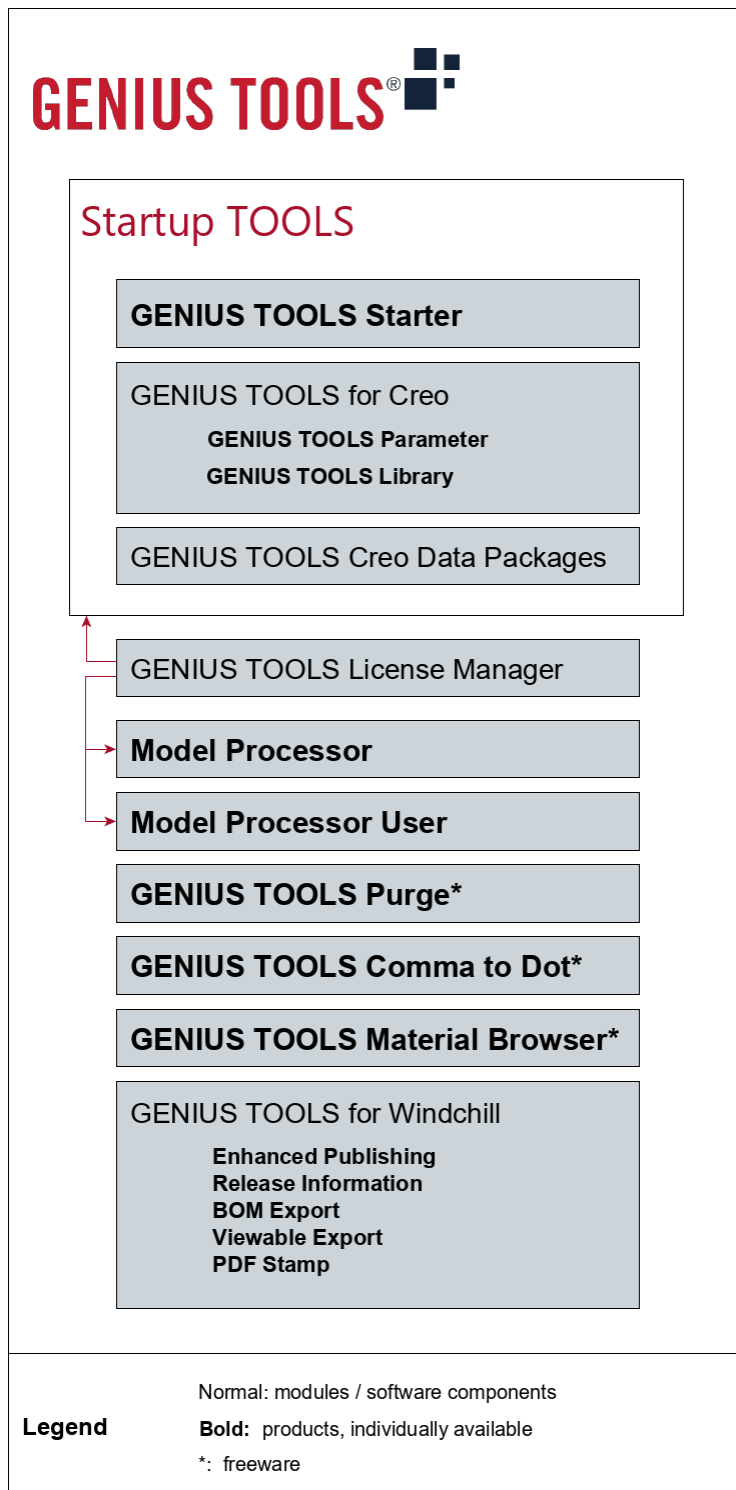 GENIUS TOOLS®
Startup TOOLS
GENIUS TOOLS Starter
GENIUS TOOLS for Creo
GENIUS TOOLS Parameter
GENIUS TOOLS Library
GENIUS TOOLS Creo Data Packages
GENIUS TOOLS License Manager
Model Processor
Model Processor User
GENIUS TOOLS Purge*
GENIUS TOOLS Comma to Dot*
GENIUS TOOLS Material Browser*
GENIUS TOOLS for Windchill
Enhanced Publishing
Release Information
BOM Export
Viewable Export
PDF Stamp
Legend
Normal: modules / software components
Bold: products, individually available
*: freeware